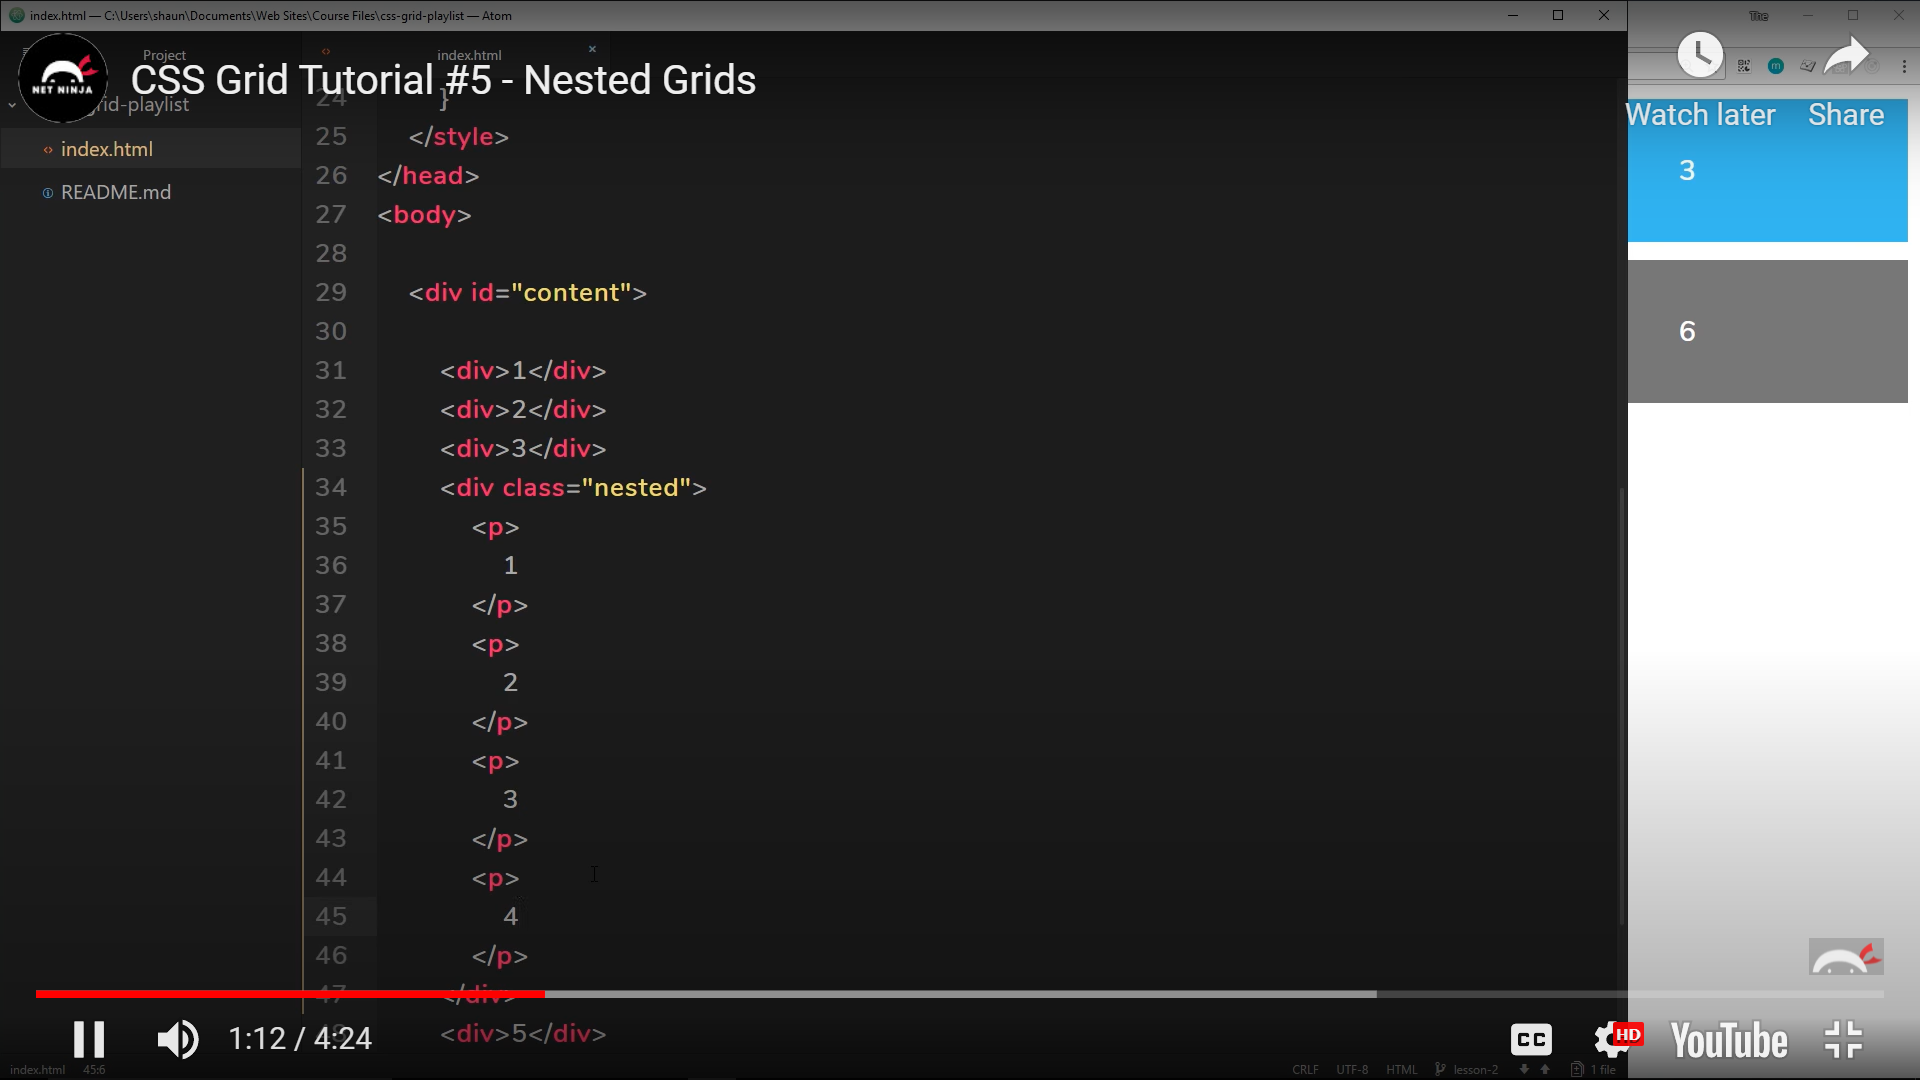 index.html — C:\Users\shaun\Documents\Web Sites\Course Files\css-grid-playlist — Atom
The
Project
index.html
NET NINJA
CSS Grid Tutorial #5 - Nested Grids
Watch later
Share
rid-playlist
index.html
README.md
24 }
25 </style>
26 </head>
27 <body>
28
29 <div id="content">
30
31 <div>1</div>
32 <div>2</div>
33 <div>3</div>
34 <div class="nested">
35 <p>
36 1
37 </p>
38 <p>
39 2
40 </p>
41 <p>
42 3
43 </p>
44 <p>
45 4
46 </p>
47 </div>
48 <div>5</div>
3
6
m
1:12 / 4:24
CC
HD
YouTube
index.html 45:6
CRLF UTF-8 HTML lesson-2 1 file